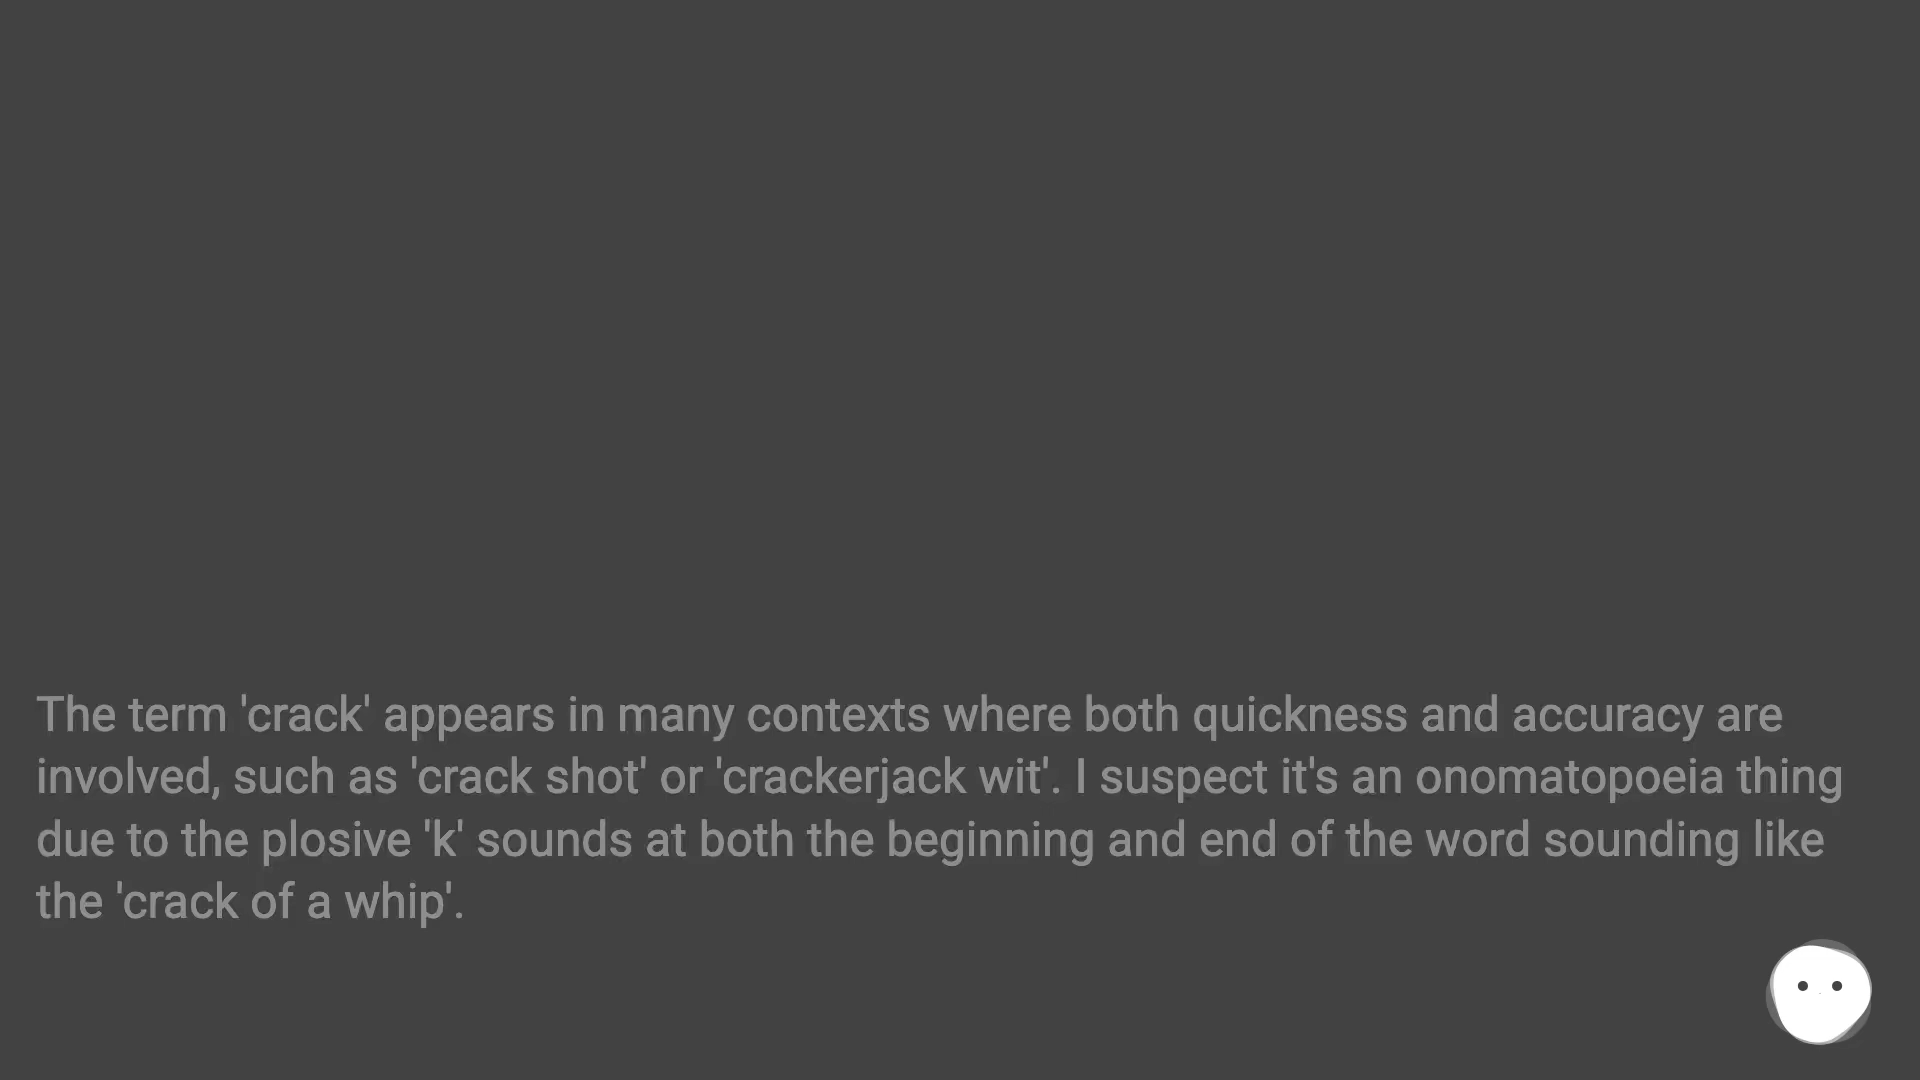 The term 'crack' appears in many contexts where both quickness and accuracy are
involved, such as 'crack shot' or 'crackerjack wit'. I suspect it's an onomatopoeia thing
due to the plosive 'k' sounds at both the beginning and end of the word sounding like
the 'crack of a whip'.